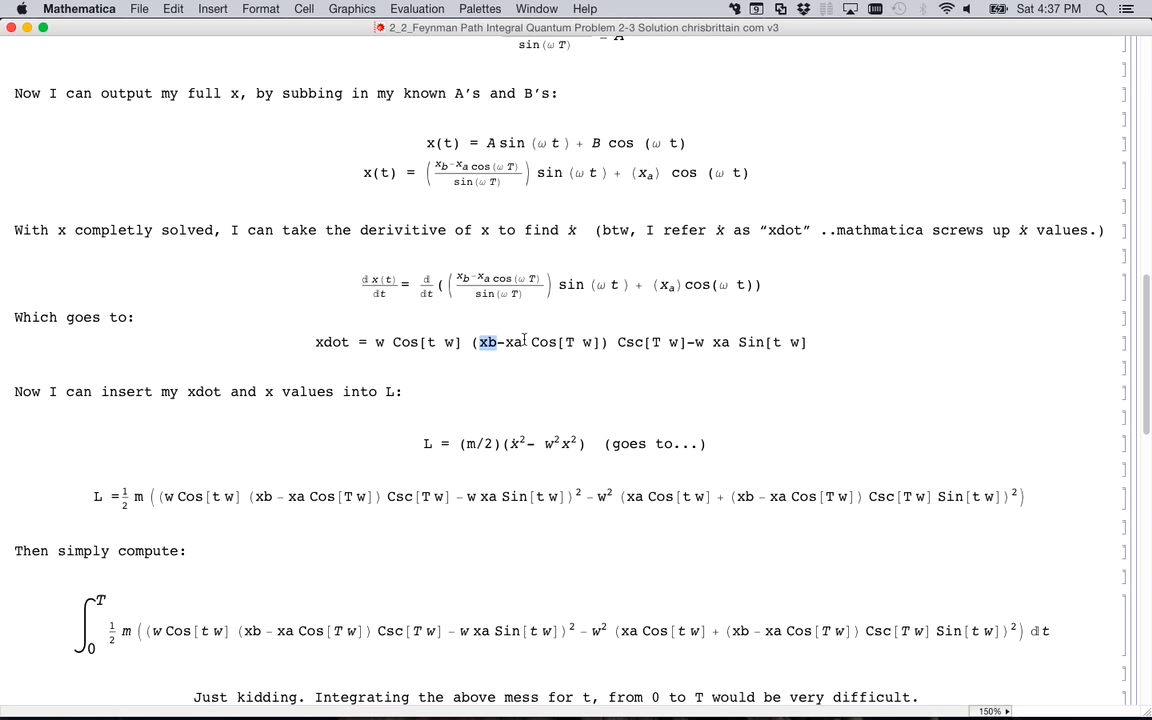 Mathematica File Edit Insert Format Cell Graphics Evaluation Palettes Window Help Sat 4:37 PM
2_2_Feynman Path Integral Quantum Problem 2-3 Solution chrisbrittain com v3
sin (ω T) = A
Now I can output my full x, by subbing in my known A's and B's:
x(t) = A sin (ω t) + B cos (ω t)
x(t) = ((x_b-x_a cos (ω T))/(sin (ω T))) sin (ω t) + (x_a) cos (ω t)
With x completly solved, I can take the derivitive of x to find ẋ (btw, I refer ẋ as “xdot” ..mathmatica screws up ẋ values.)
ⅆx(t)/ⅆt = ⅆ/ⅆt (((x_b-x_a cos (ω T))/(sin (ω T))) sin (ω t) + (x_a) cos(ω t))
Which goes to:
xdot = w Cos[t w] (xb-xa Cos[T w]) Csc[T w]-w xa Sin[t w]
Now I can insert my xdot and x values into L:
L = (m/2)(ẋ²- w²x²) (goes to...)
L =½ m ((w Cos[t w] (xb - xa Cos[T w]) Csc[T w] - w xa Sin[t w])² - w² (xa Cos[t w] + (xb - xa Cos[T w]) Csc[T w] Sin[t w])²)
Then simply compute:
∫₀ᵀ ½ m ((w Cos[t w] (xb - xa Cos[T w]) Csc[T w] - w xa Sin[t w])² - w² (xa Cos[t w] + (xb - xa Cos[T w]) Csc[T w] Sin[t w])²) ⅆt
Just kidding. Integrating the above mess for t, from 0 to T would be very difficult.
150%